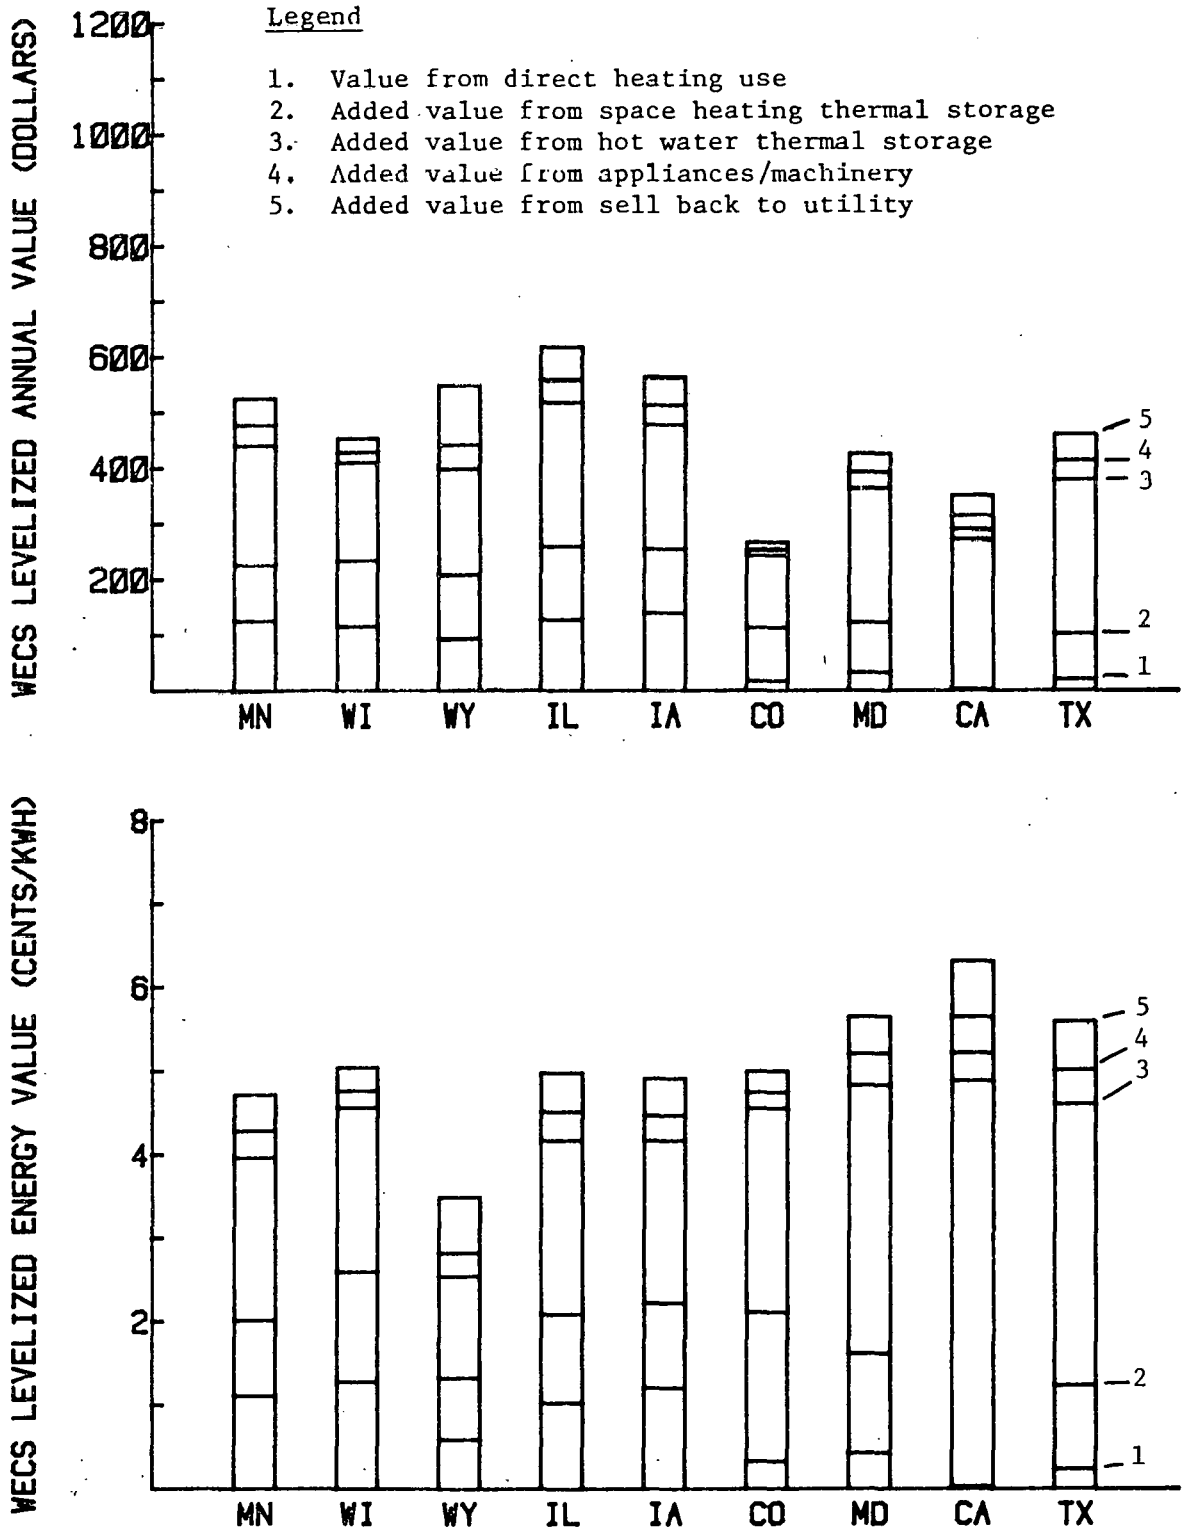 WECS LEVELIZED ANNUAL VALUE (DOLLARS)
1200
1000
800
600
400
200
Legend
1. Value from direct heating use
2. Added value from space heating thermal storage
3. Added value from hot water thermal storage
4. Added value from appliances/machinery
5. Added value from sell back to utility
5
4
3
2
1
MN WI WY IL IA CO MD CA TX
WECS LEVELIZED ENERGY VALUE (CENTS/KWH)
8
6
4
2
5
4
3
2
1
MN WI WY IL IA CO MD CA TX